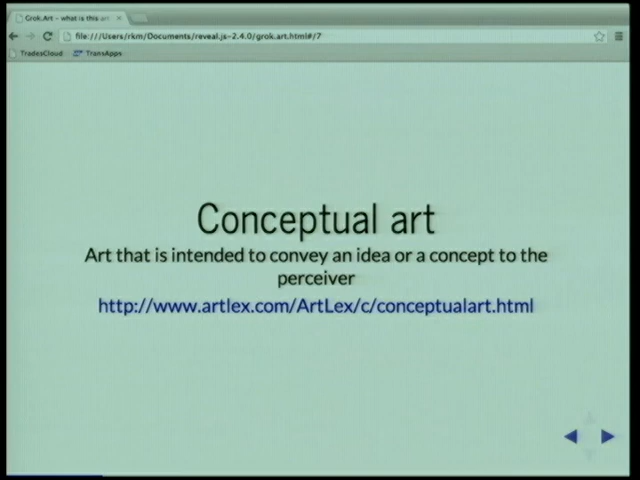 Grok.Art – what is this art
file:///Users/rkm/Documents/reveal.js-2.4.0/grok.art.html#/7
TradesCloud TransApps
Conceptual art
Art that is intended to convey an idea or a concept to the
perceiver
http://www.artlex.com/ArtLex/c/conceptualart.html